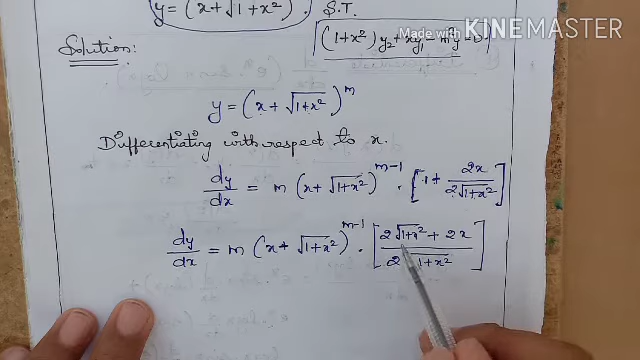 y = (x + √1+x²) . S.T.
Made with KINEMASTER
(1+x²) y₂ + xy₁ − m²y = 0
Solution:
y = (x + √1+x²)^m
Differentiating with respect to x.
dy/dx = m (x + √1+x²)^m-1 . [1 + 2x/2√1+x²]
dy/dx = m (x + √1+x²)^m-1 . [2√1+x² + 2x / 2√1+x²]